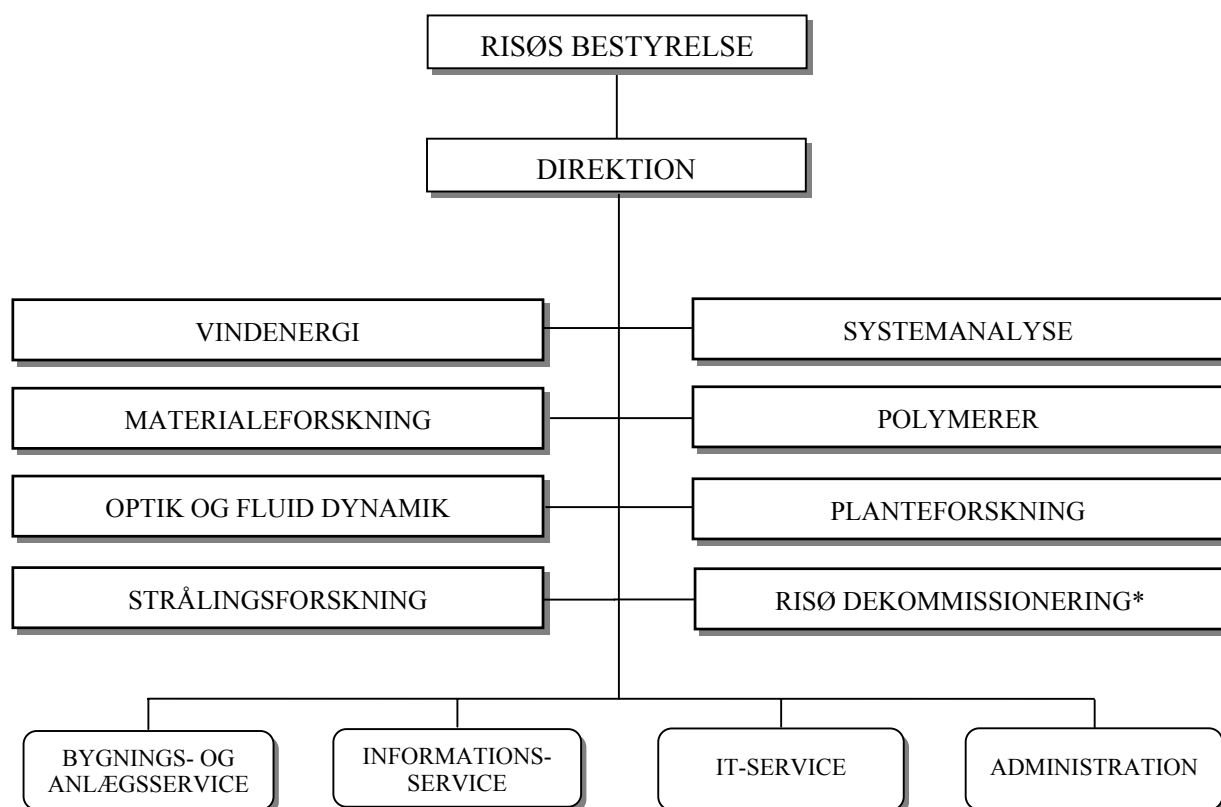 RISØS BESTYRELSE
DIREKTION
VINDENERGI
SYSTEMANALYSE
MATERIALEFORSKNING
POLYMERER
OPTIK OG FLUID DYNAMIK
PLANTEFORSKNING
STRÅLINGSFORSKNING
RISØ DEKOMMISSIONERING*
BYGNINGS- OG
ANLÆGSSERVICE
INFORMATIONS-
SERVICE
IT-SERVICE
ADMINISTRATION